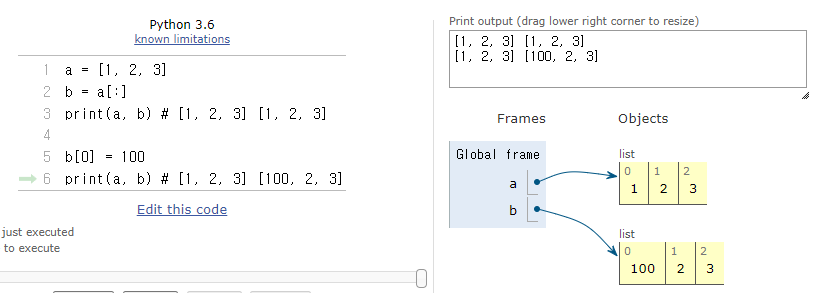 Python 3.6
known limitations
1 a = [1, 2, 3]
2 b = a[:]
3 print(a, b) # [1, 2, 3] [1, 2, 3]
4
5 b[0] = 100
6 print(a, b) # [1, 2, 3] [100, 2, 3]
Edit this code
just executed
to execute
Print output (drag lower right corner to resize)
[1, 2, 3] [1, 2, 3]
[1, 2, 3] [100, 2, 3]
Frames Objects
Global frame
a
b
list
0 1 2
1 2 3
list
0 1 2
100 2 3